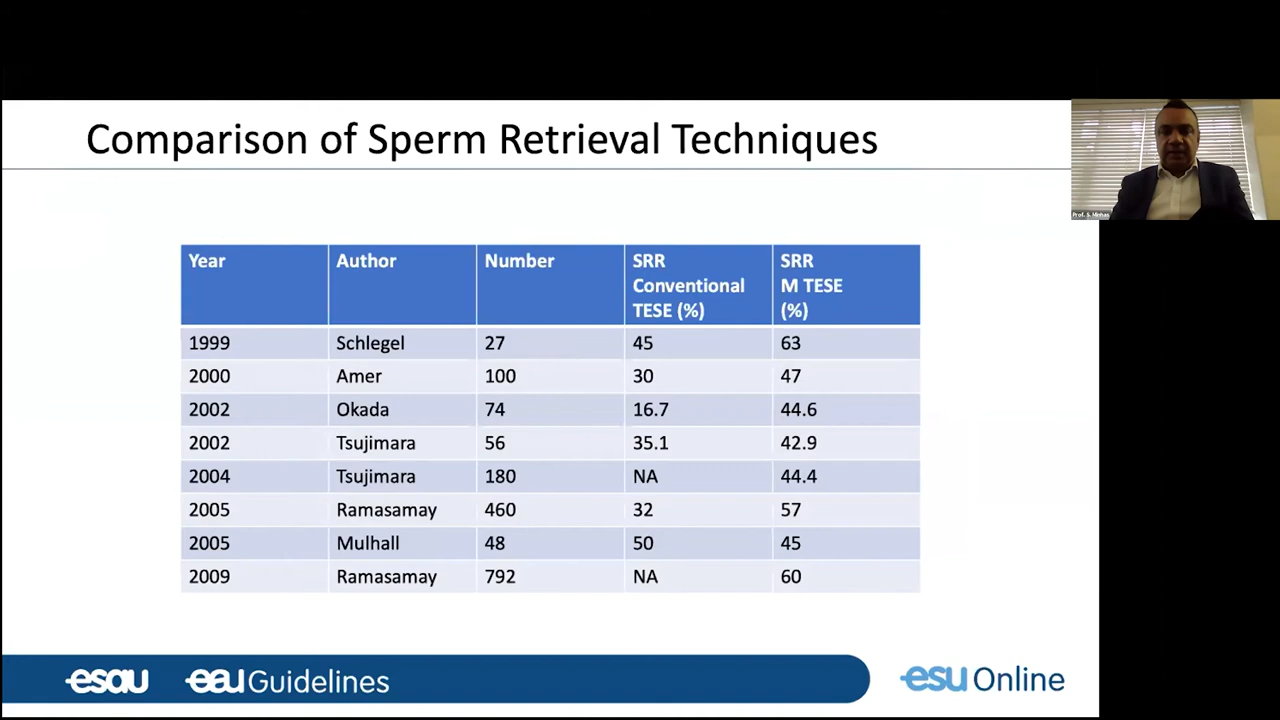 Comparison of Sperm Retrieval Techniques
Prof. S. Minhas
Year Author Number SRR Conventional TESE (%) SRR M TESE (%)
1999 Schlegel 27 45 63
2000 Amer 100 30 47
2002 Okada 74 16.7 44.6
2002 Tsujimara 56 35.1 42.9
2004 Tsujimara 180 NA 44.4
2005 Ramasamay 460 32 57
2005 Mulhall 48 50 45
2009 Ramasamay 792 NA 60
esau eau Guidelines esu Online